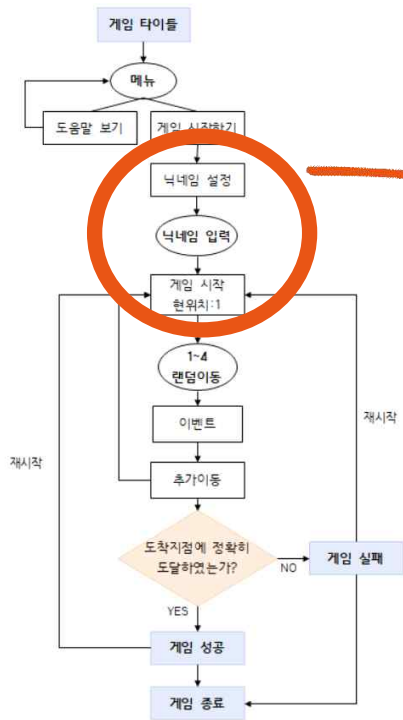 게임 타이틀
메뉴
도움말 보기
게임 시작하기
닉네임 설정
닉네임 입력
게임 시작
현위치:1
1~4
랜덤이동
이벤트
재시작
재시작
추가이동
도착지점에 정확히
도달하였는가?
NO
게임 실패
YES
게임 성공
게임 종료